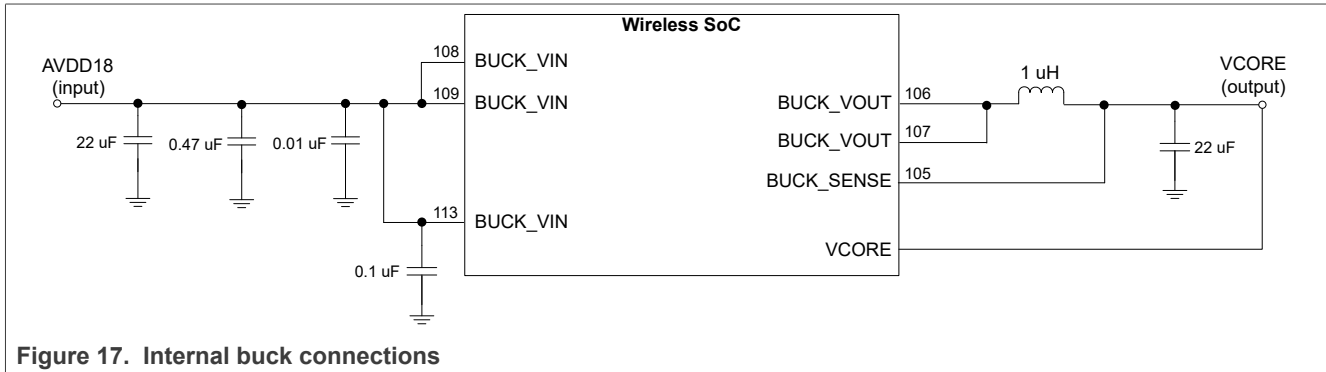 Wireless SoC
AVDD18
(input)
108
BUCK_VIN
109
BUCK_VIN
22 uF
0.47 uF
0.01 uF
113
BUCK_VIN
0.1 uF
BUCK_VOUT
106
BUCK_VOUT
107
BUCK_SENSE
105
VCORE
1 uH
VCORE
(output)
22 uF
Figure 17. Internal buck connections